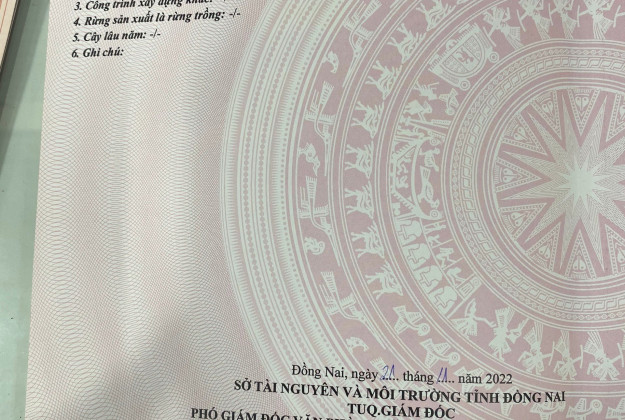 3. Công trình xây dựng khác:
4. Rừng sản xuất là rừng trồng: -/-
5. Cây lâu năm: -/-
6. Ghi chú:
Đồng Nai, ngày 21 tháng 11 năm 2022
SỞ TÀI NGUYÊN VÀ MÔI TRƯỜNG TỈNH ĐỒNG NAI
TUQ.GIÁM ĐỐC
PHÓ GIÁM ĐỐC VĂN